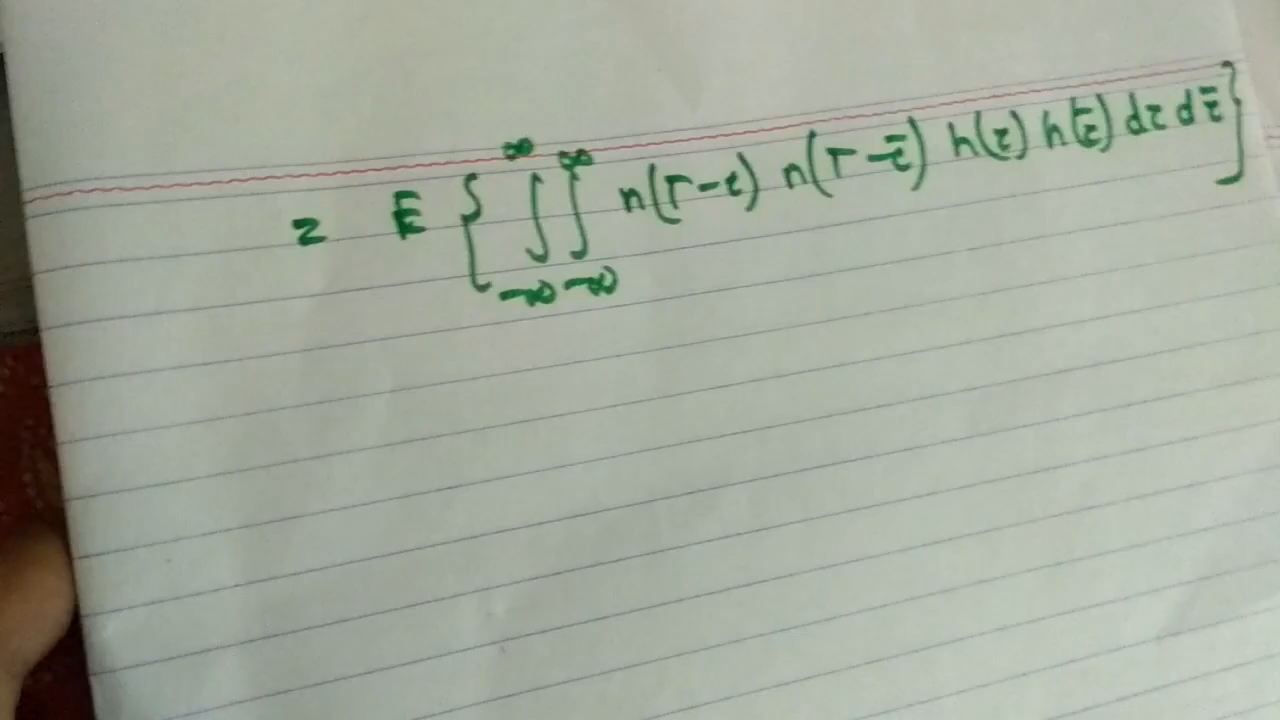 = E { ∫_{-∞}^{∞} ∫_{-∞}^{∞} n(T-τ) n(T-τ̄) h(τ) h(τ̄) dτ dτ̄ }